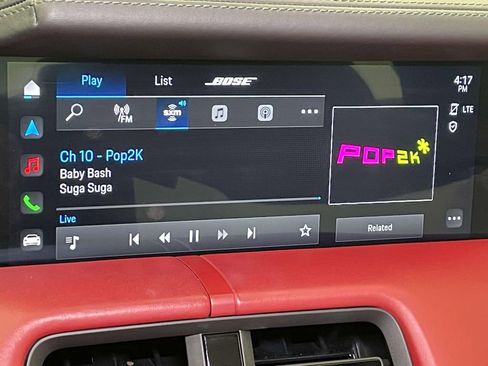 Play
List
BOSE
4:17
PM
/FM
sxm
LTE
Ch 10 - Pop2K
Baby Bash
Suga Suga
POP2K*
Live
Related